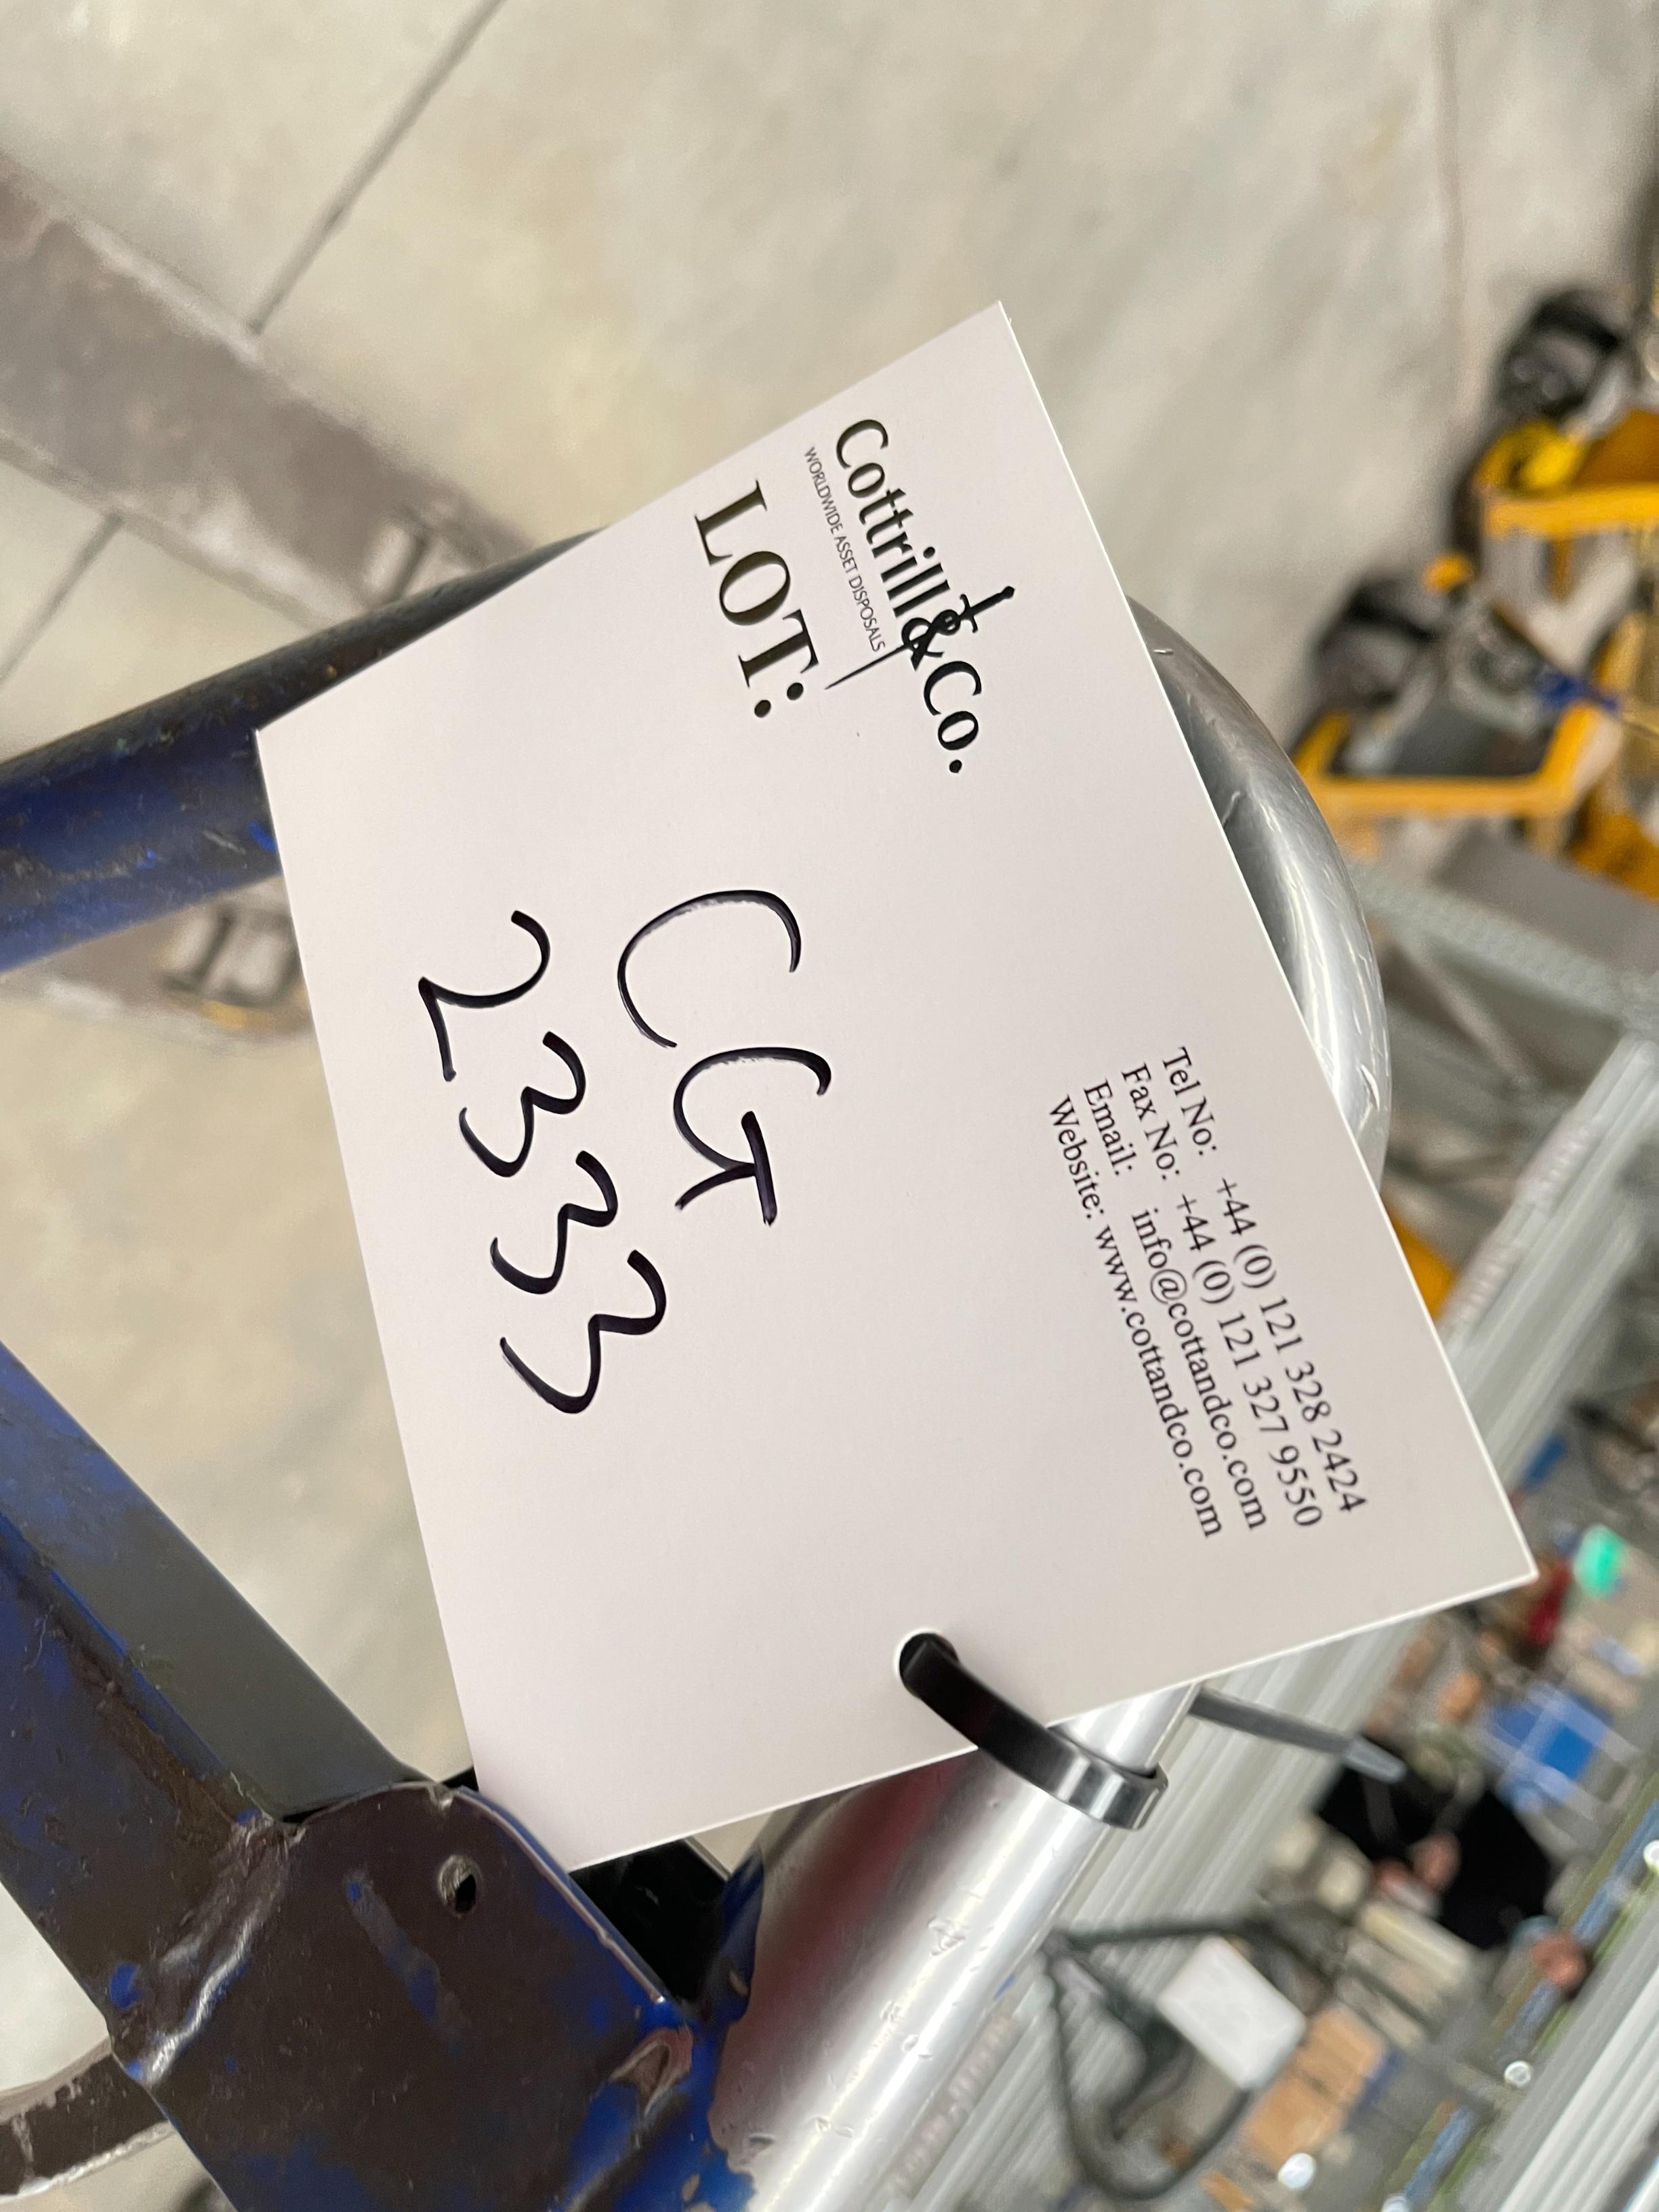 Cottrill&Co.
WORLDWIDE ASSET DISPOSALS
LOT:
Tel No: +44 (0) 121 328 2424
Fax No: +44 (0) 121 327 9550
Email: info@cottandco.com
Website: www.cottandco.com
CG
2333